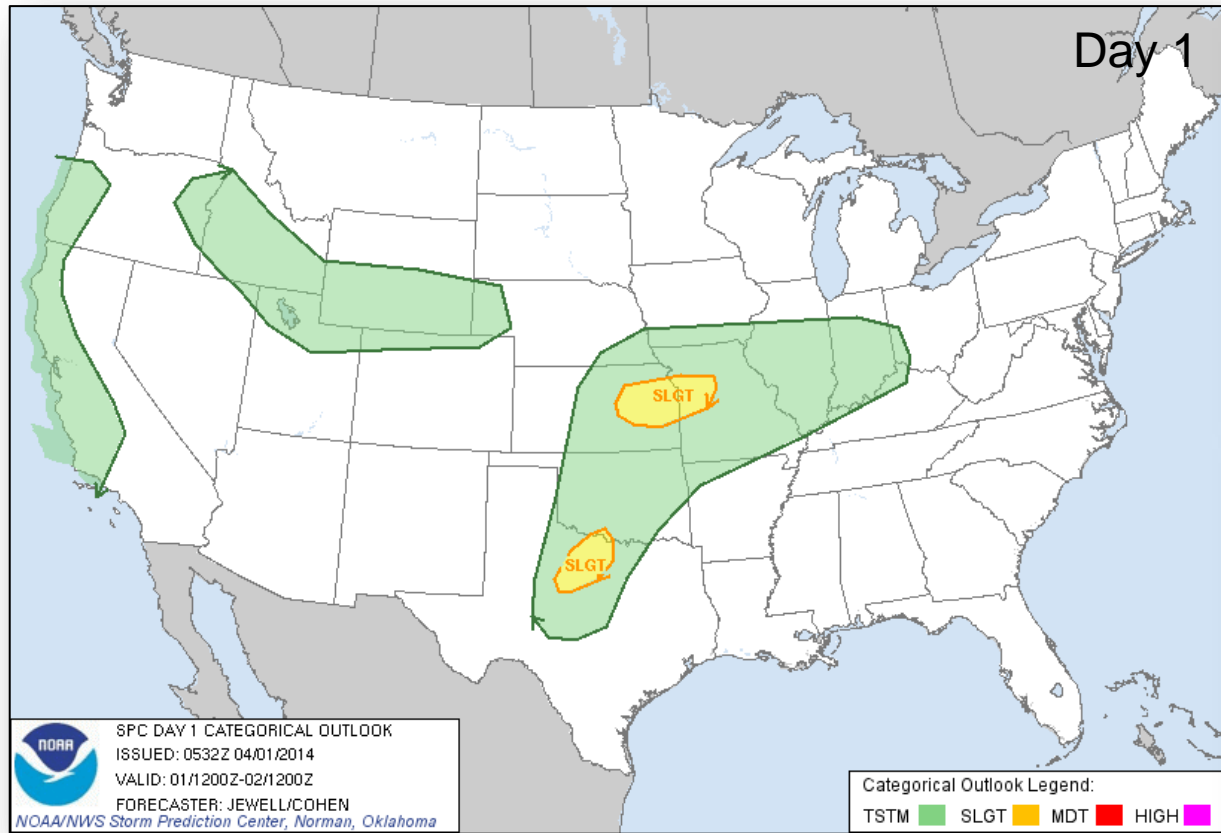 Day 1
SLGT
SLGT
NOAA
SPC DAY 1 CATEGORICAL OUTLOOK
ISSUED: 0532Z 04/01/2014
VALID: 01/1200Z-02/1200Z
FORECASTER: JEWELL/COHEN
NOAA/NWS Storm Prediction Center, Norman, Oklahoma
Categorical Outlook Legend:
TSTM SLGT MDT HIGH